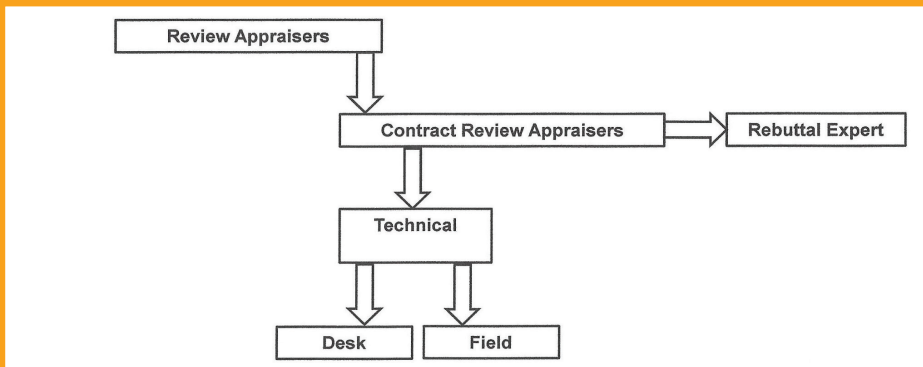 Review Appraisers
Contract Review Appraisers
Rebuttal Expert
Technical
Desk
Field